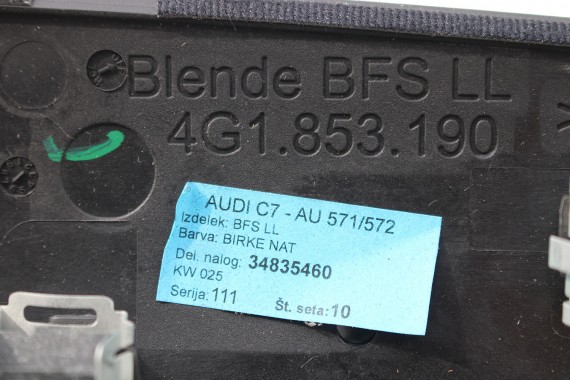 Blende BFS LL
4G1.853.190
AUDI C7 - AU 571/572
Izdelek: BFS LL
Barva: BIRKE NAT
Del. nalog: 34835460
KW 025
Serija: 111 Št. seta: 10